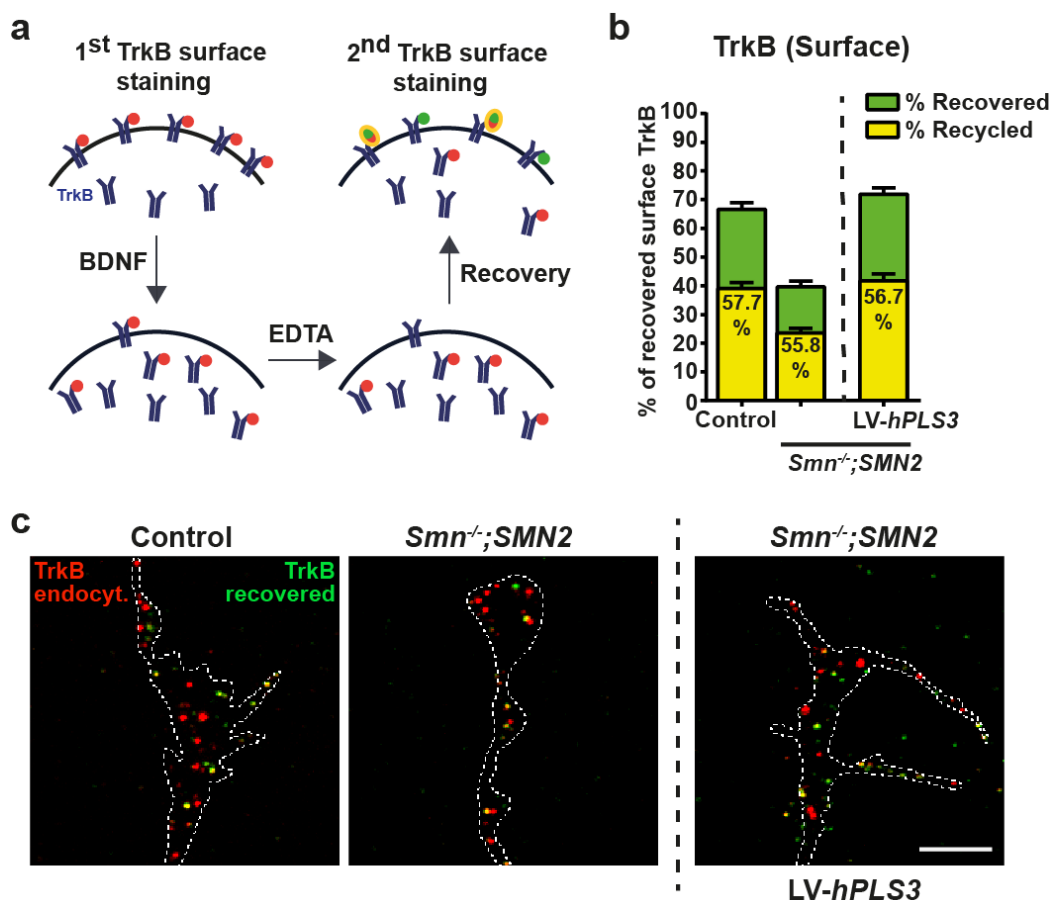 a
1st TrkB surface
staining
2nd TrkB surface
staining
TrkB
BDNF
Recovery
EDTA
b
TrkB (Surface)
% Recovered
% Recycled
% of recovered surface TrkB
100
90
80
70
60
50
40
30
20
10
0
57.7
%
55.8
%
56.7
%
Control
LV-hPLS3
Smn-/-;SMN2
c
Control
Smn-/-;SMN2
Smn-/-;SMN2
TrkB
endocyt.
TrkB
recovered
LV-hPLS3